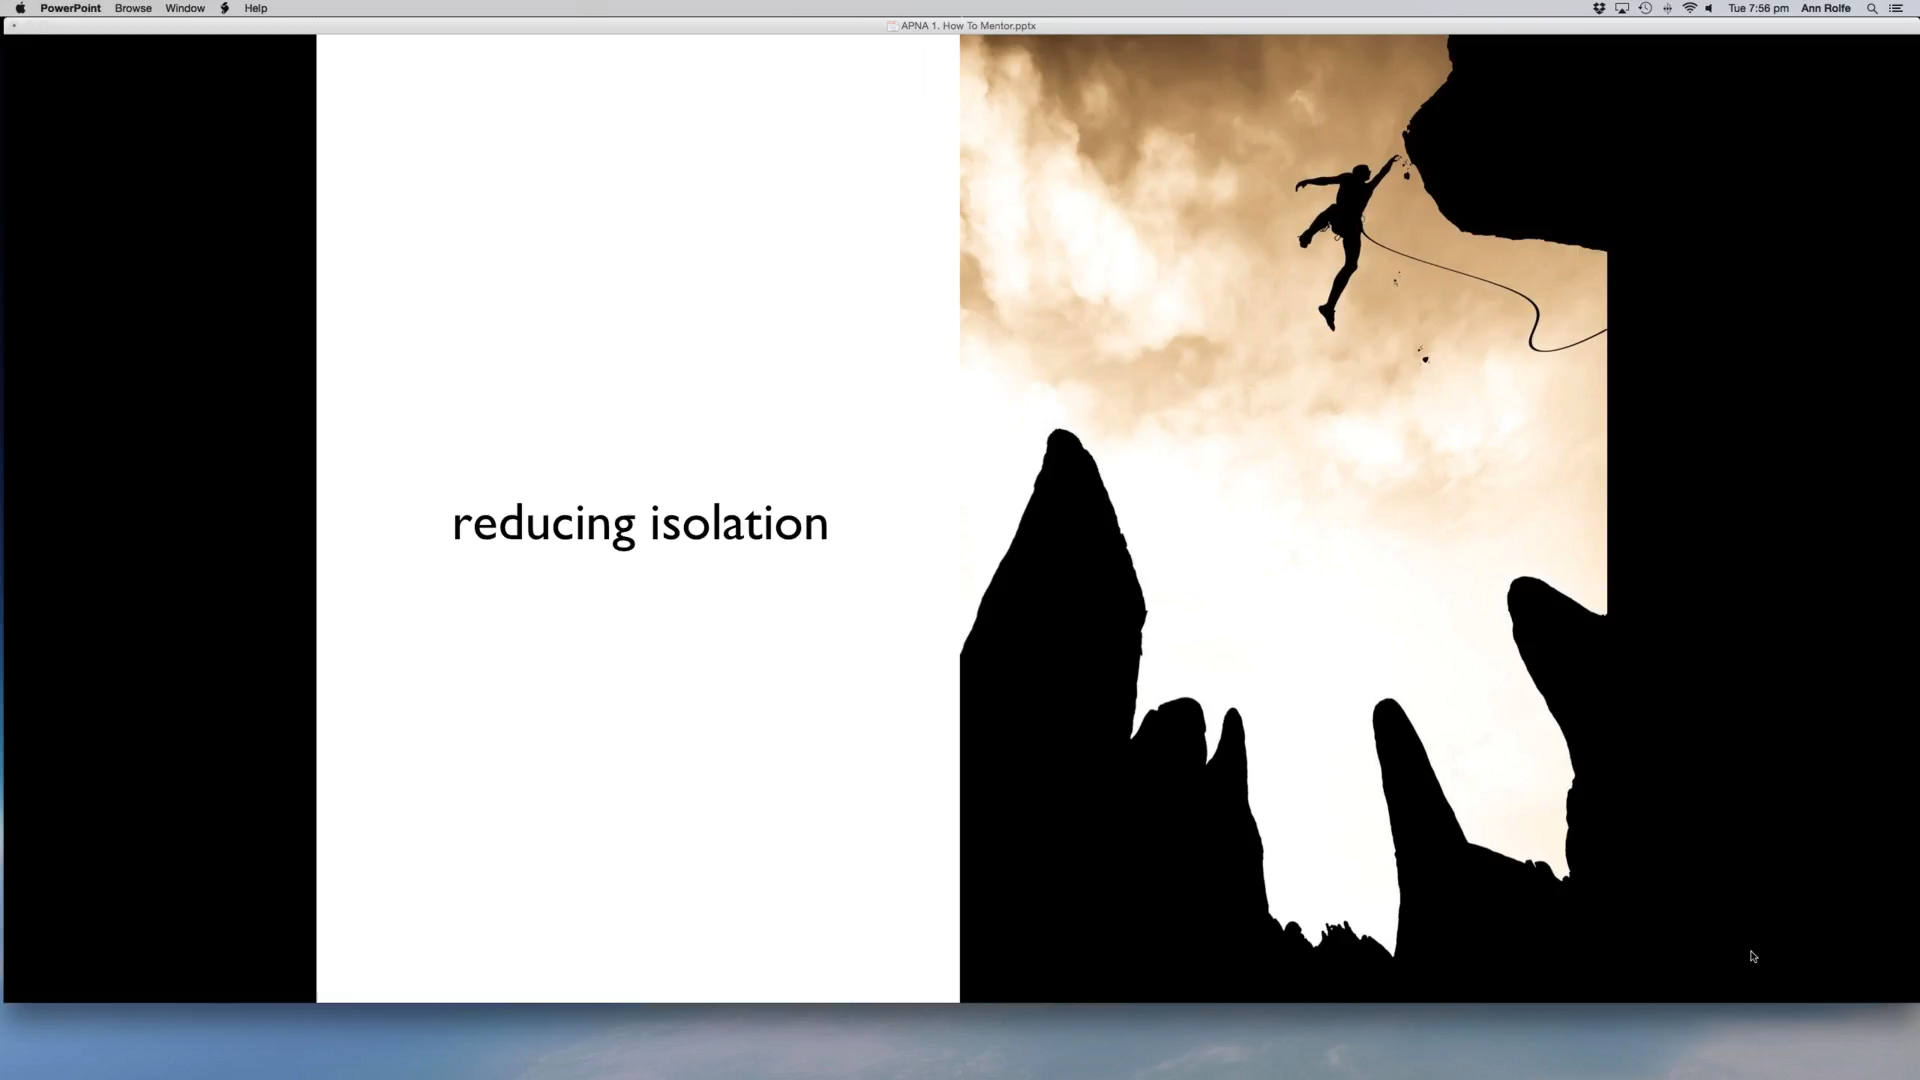 PowerPoint Browse Window Help Tue 7:56 pm Ann Rolfe
APNA 1. How To Mentor.pptx
reducing isolation